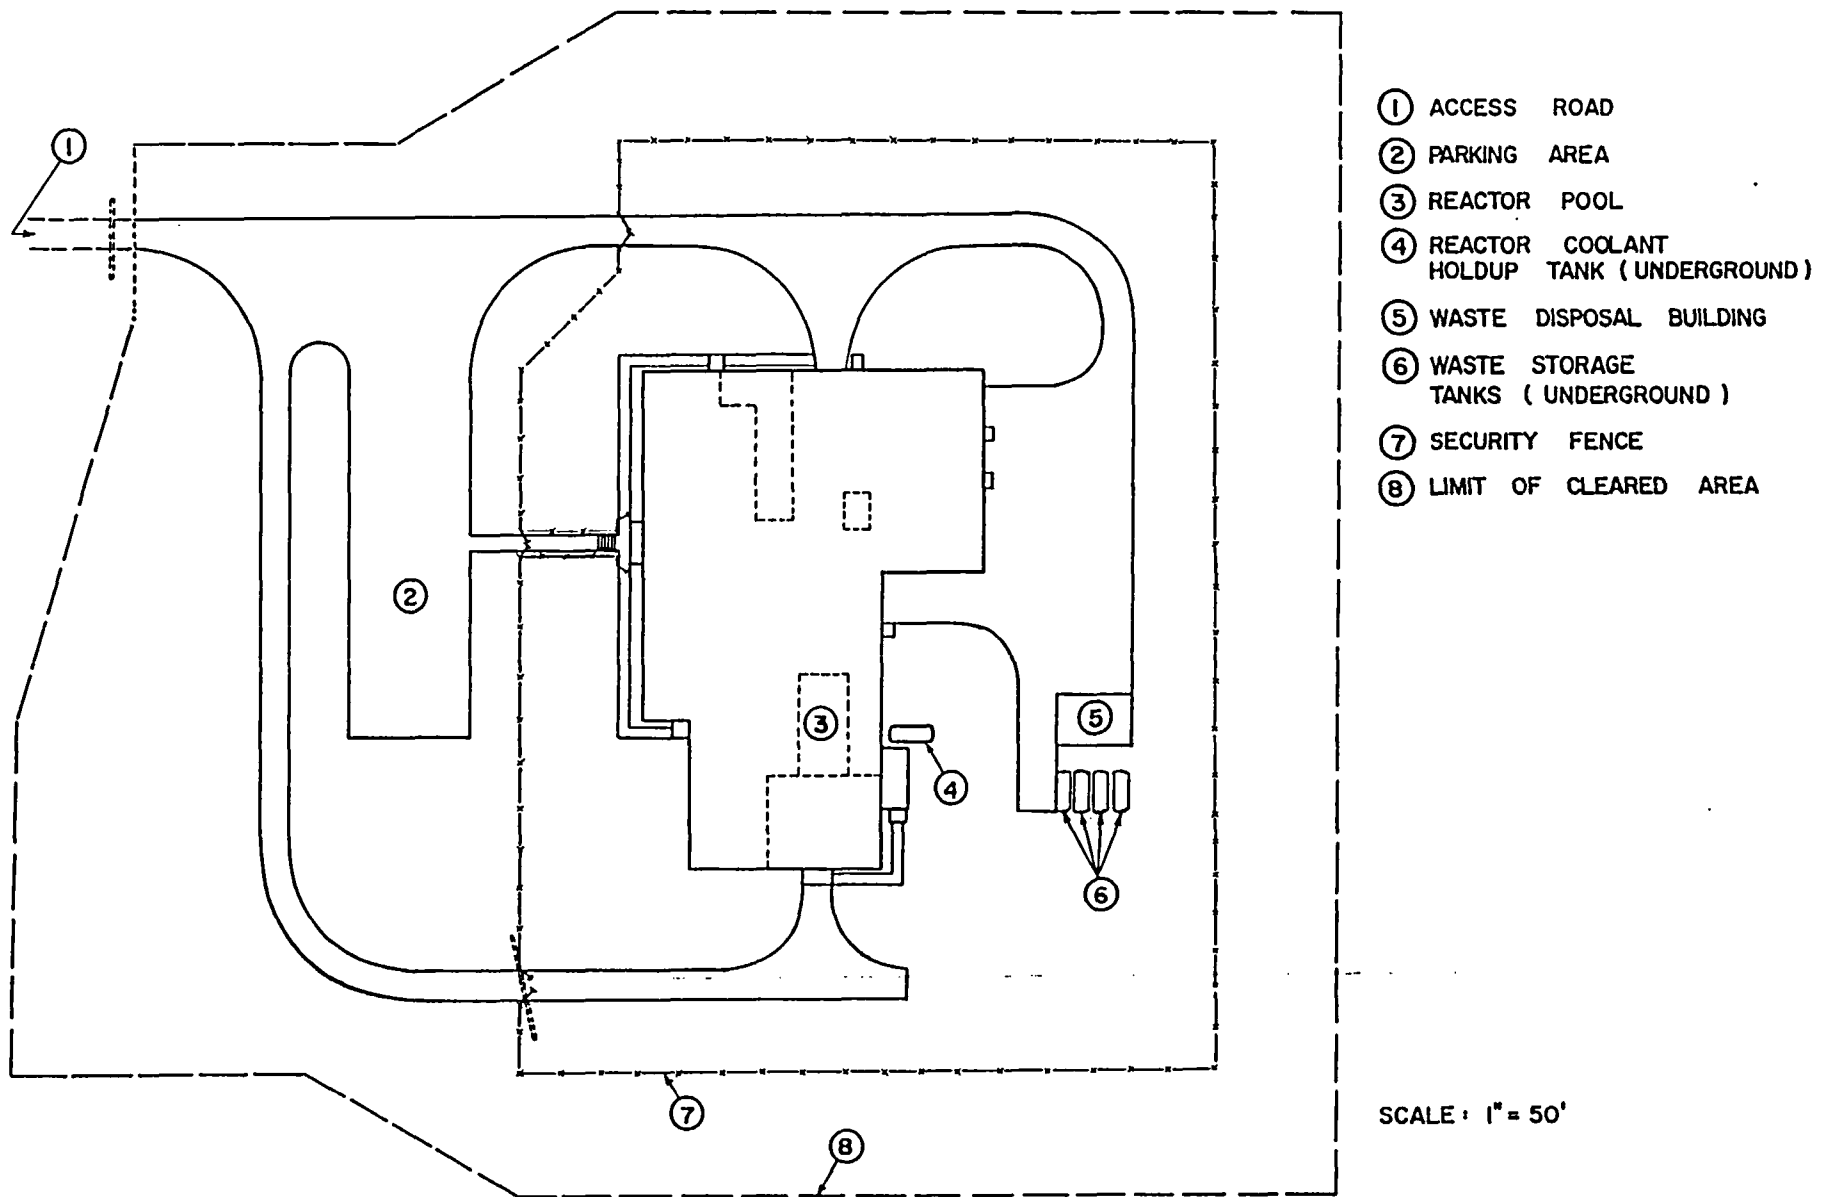 ① ACCESS ROAD
② PARKING AREA
③ REACTOR POOL
④ REACTOR COOLANT
HOLDUP TANK (UNDERGROUND)
⑤ WASTE DISPOSAL BUILDING
⑥ WASTE STORAGE
TANKS (UNDERGROUND)
⑦ SECURITY FENCE
⑧ LIMIT OF CLEARED AREA
①
②
③
④
⑤
⑥
⑦
⑧
SCALE: 1" = 50'